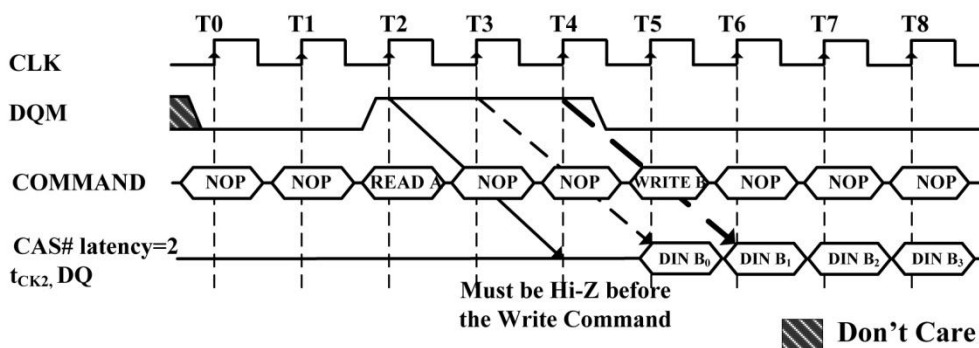 T0 T1 T2 T3 T4 T5 T6 T7 T8
CLK
DQM
COMMAND NOP NOP READ A NOP NOP WRITE B NOP NOP NOP
CAS# latency=2
tCK2, DQ DIN B0 DIN B1 DIN B2 DIN B3
Must be Hi-Z before
the Write Command
Don't Care